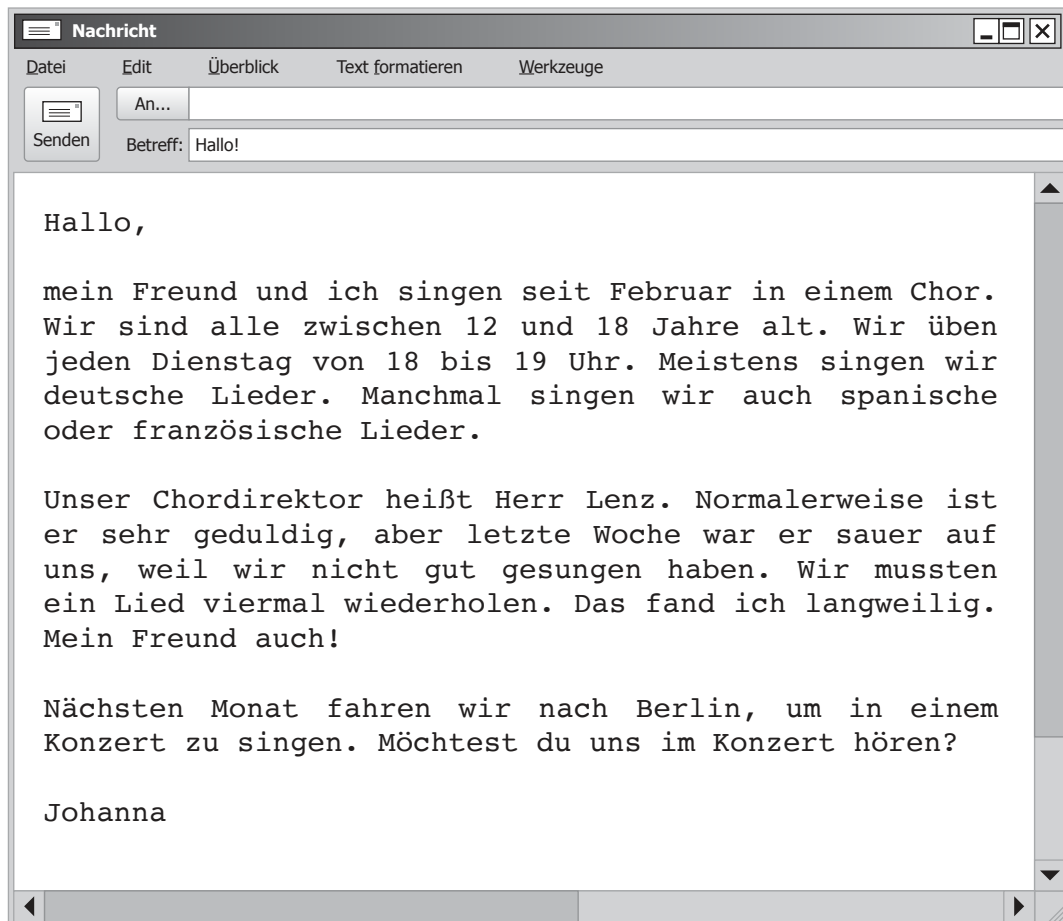 Nachricht
Datei Edit Überblick Text formatieren Werkzeuge
An...
Senden
Betreff: Hallo!
Hallo,
mein Freund und ich singen seit Februar in einem Chor.
Wir sind alle zwischen 12 und 18 Jahre alt. Wir üben
jeden Dienstag von 18 bis 19 Uhr. Meistens singen wir
deutsche Lieder. Manchmal singen wir auch spanische
oder französische Lieder.
Unser Chordirektor heißt Herr Lenz. Normalerweise ist
er sehr geduldig, aber letzte Woche war er sauer auf
uns, weil wir nicht gut gesungen haben. Wir mussten
ein Lied viermal wiederholen. Das fand ich langweilig.
Mein Freund auch!
Nächsten Monat fahren wir nach Berlin, um in einem
Konzert zu singen. Möchtest du uns im Konzert hören?
Johanna